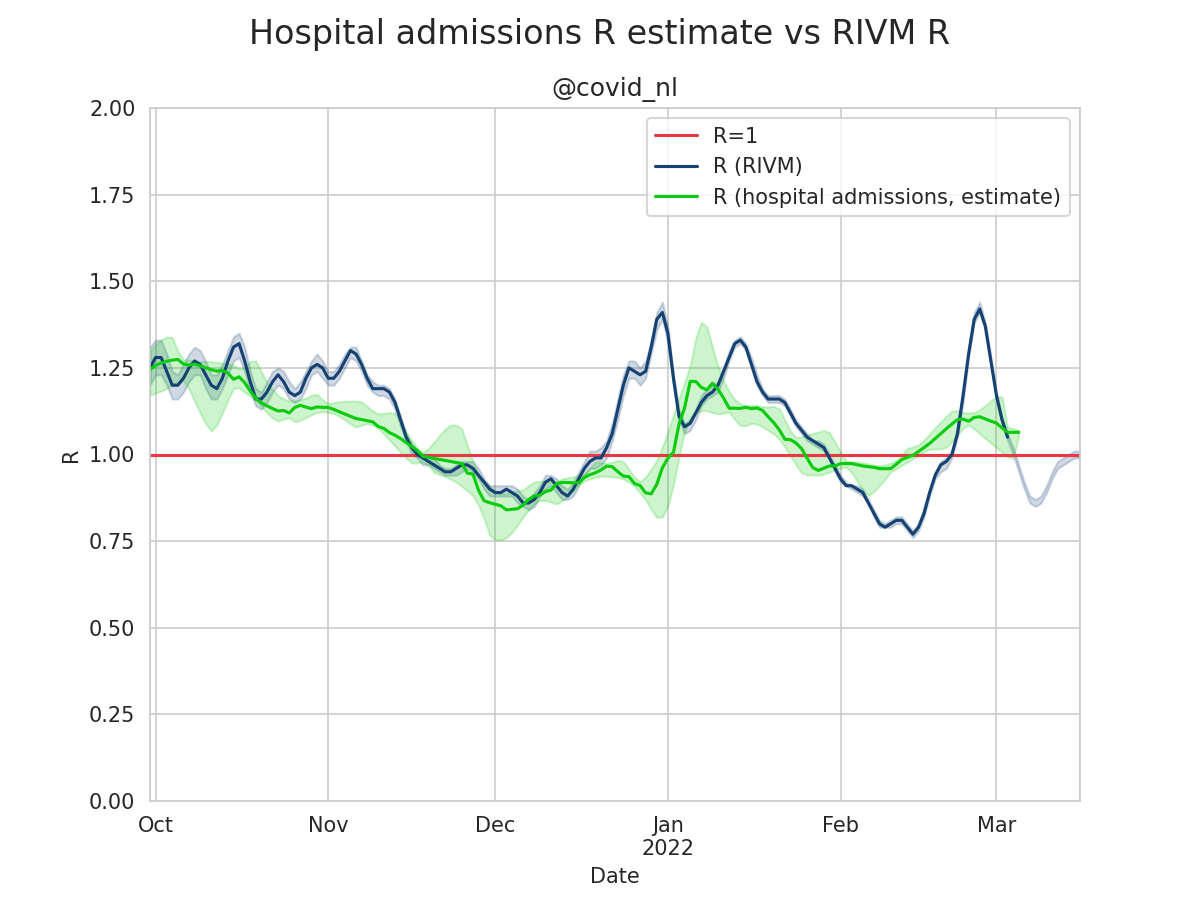 Hospital admissions R estimate vs RIVM R
@covid_nl
R=1
R (RIVM)
R (hospital admissions, estimate)
2.00
1.75
1.50
1.25
1.00
0.75
0.50
0.25
0.00
R
Oct Nov Dec Jan Feb Mar
2022
Date